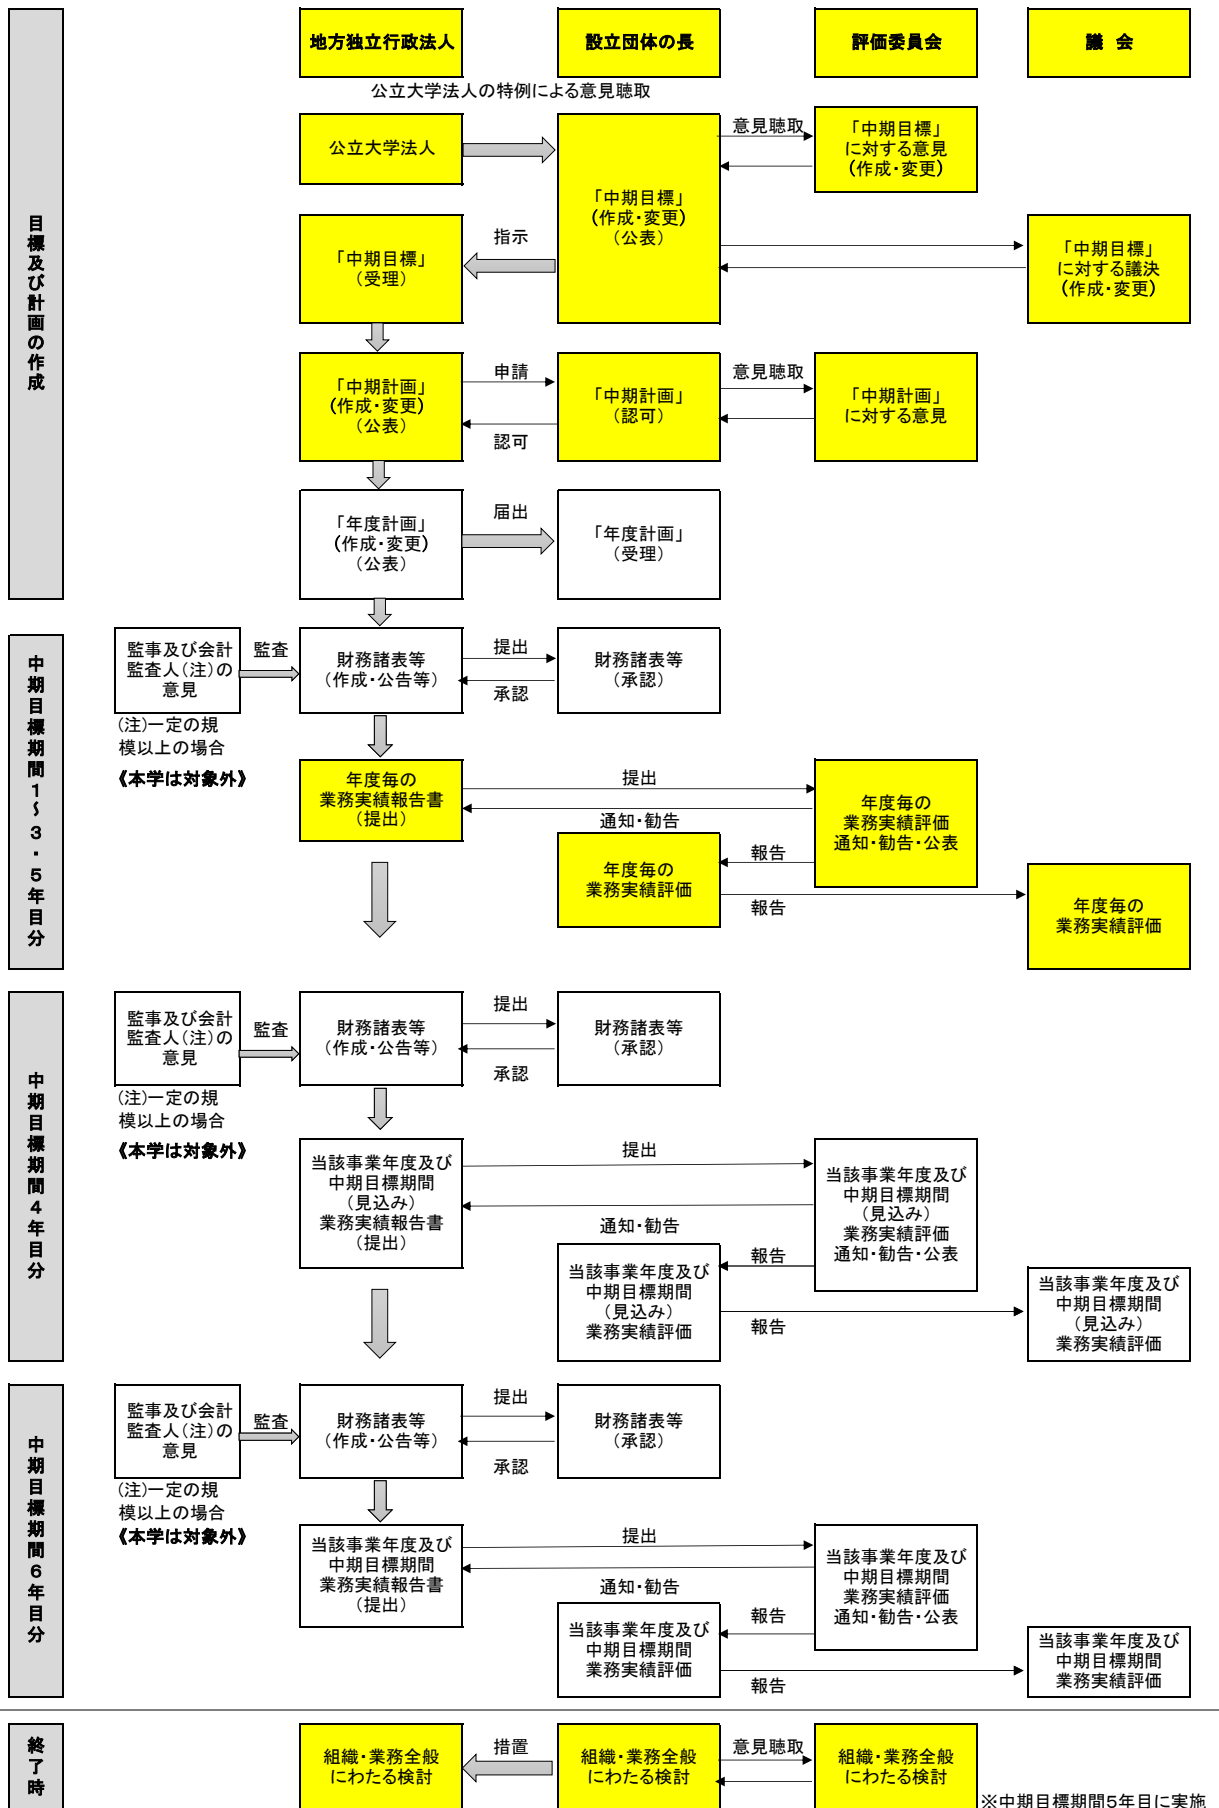 地方独立行政法人
設立団体の長
評価委員会
議 会
目標及び計画の作成
公立大学法人の特例による意見聴取
公立大学法人
「中期目標」
(作成・変更)
(公表)
意見聴取
「中期目標」
に対する意見
(作成・変更)
「中期目標」
(受理)
指示
「中期目標」
に対する議決
(作成・変更)
「中期計画」
(作成・変更)
(公表)
申請
認可
「中期計画」
(認可)
意見聴取
「中期計画」
に対する意見
「年度計画」
(作成・変更)
(公表)
届出
「年度計画」
(受理)
中期目標期間1~3・5年目分
監事及び会計
監査人(注)の
意見
監査
(注)一定の規
模以上の場合
《本学は対象外》
財務諸表等
(作成・公告等)
提出
承認
財務諸表等
(承認)
年度毎の
業務実績報告書
(提出)
提出
通知・勧告
年度毎の
業務実績評価
通知・勧告・公表
報告
年度毎の
業務実績評価
報告
年度毎の
業務実績評価
中期目標期間4年目分
監事及び会計
監査人(注)の
意見
監査
(注)一定の規
模以上の場合
《本学は対象外》
財務諸表等
(作成・公告等)
提出
承認
財務諸表等
(承認)
当該事業年度及び
中期目標期間
(見込み)
業務実績報告書
(提出)
提出
通知・勧告
当該事業年度及び
中期目標期間
(見込み)
業務実績評価
通知・勧告・公表
報告
当該事業年度及び
中期目標期間
(見込み)
業務実績評価
報告
当該事業年度及び
中期目標期間
(見込み)
業務実績評価
中期目標期間6年目分
監事及び会計
監査人(注)の
意見
監査
(注)一定の規
模以上の場合
《本学は対象外》
財務諸表等
(作成・公告等)
提出
承認
財務諸表等
(承認)
当該事業年度及び
中期目標期間
業務実績報告書
(提出)
提出
通知・勧告
当該事業年度及び
中期目標期間
業務実績評価
通知・勧告・公表
報告
当該事業年度及び
中期目標期間
業務実績評価
報告
当該事業年度及び
中期目標期間
業務実績評価
終了時
組織・業務全般
にわたる検討
措置
組織・業務全般
にわたる検討
意見聴取
組織・業務全般
にわたる検討
※中期目標期間5年目に実施